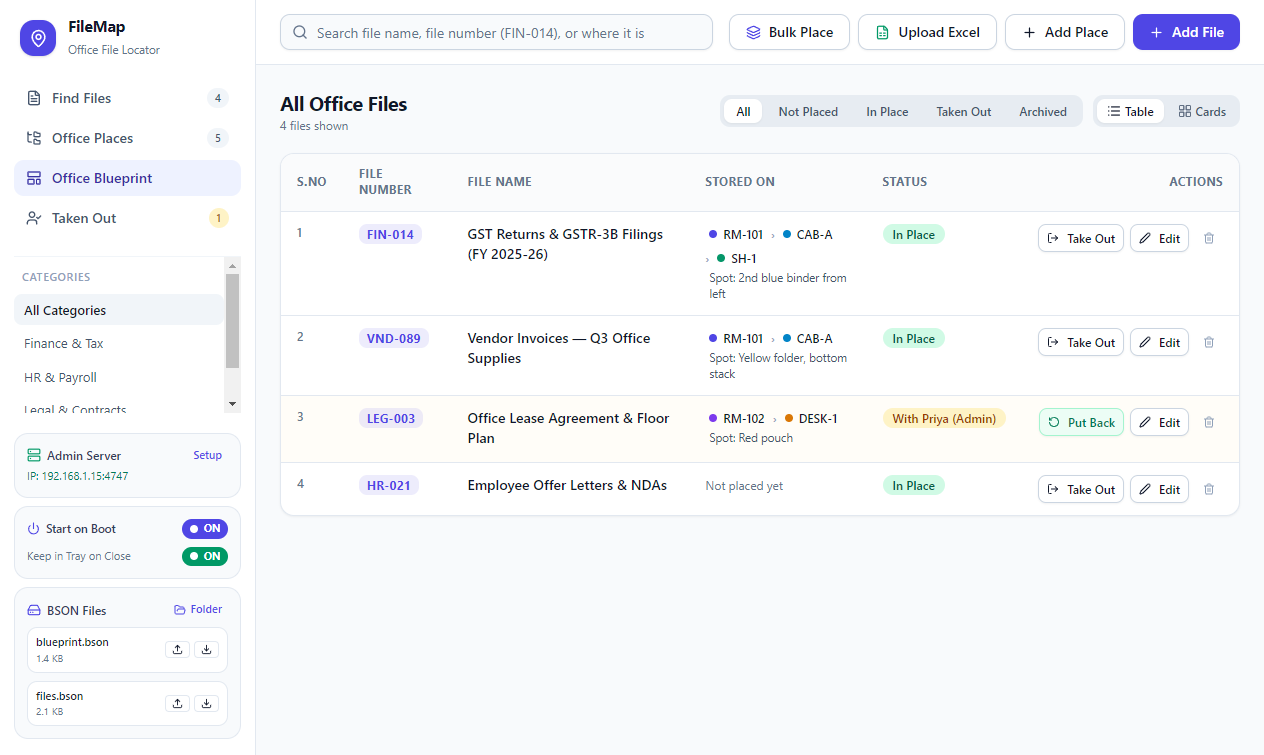 FileMap
Office File Locator
Find Files 4
Office Places 5
Office Blueprint
Taken Out 1
CATEGORIES
All Categories
Finance & Tax
HR & Payroll
Legal & Contracts
Admin Server Setup
IP: 192.168.1.15:4747
Start on Boot ON
Keep in Tray on Close ON
BSON Files Folder
blueprint.bson
1.4 KB
files.bson
2.1 KB
Search file name, file number (FIN-014), or where it is
Bulk Place Upload Excel Add Place Add File
All Office Files
4 files shown
All Not Placed In Place Taken Out Archived Table Cards
S.NO FILE NUMBER FILE NAME STORED ON STATUS ACTIONS
1 FIN-014 GST Returns & GSTR-3B Filings RM-101 › CAB-A In Place Take Out Edit
(FY 2025-26) › SH-1
Spot: 2nd blue binder from
left
2 VND-089 Vendor Invoices — Q3 Office RM-101 › CAB-A In Place Take Out Edit
Supplies Spot: Yellow folder, bottom
stack
3 LEG-003 Office Lease Agreement & Floor RM-102 › DESK-1 With Priya (Admin) Put Back Edit
Plan Spot: Red pouch
4 HR-021 Employee Offer Letters & NDAs Not placed yet In Place Take Out Edit